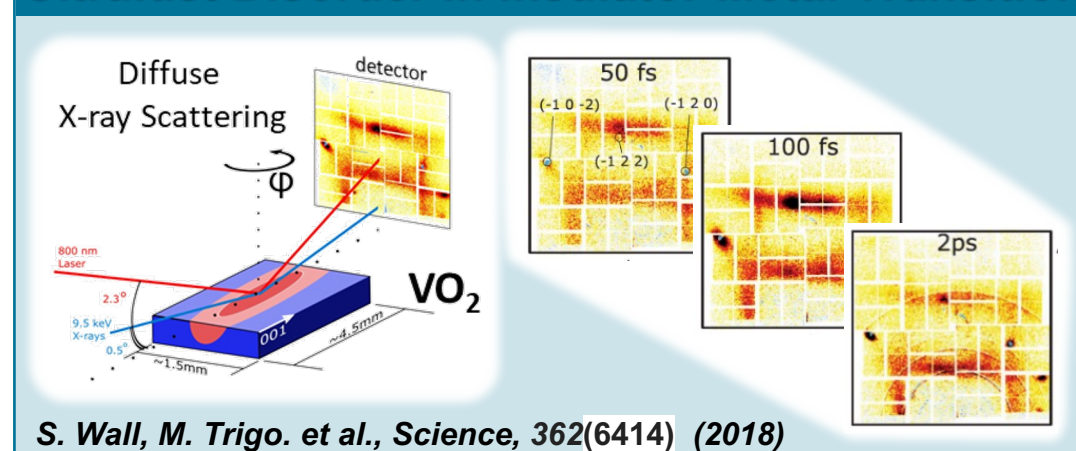 Diffuse
X-ray Scattering
detector
φ
800 nm
Laser
2.3°
9.5 keV
X-rays
0.5°
001
VO2
~4.5mm
~1.5mm
50 fs
(-1 0 -2)
(-1 2 0)
(-1 2 2)
100 fs
2ps
S. Wall, M. Trigo. et al., Science, 362(6414) (2018)